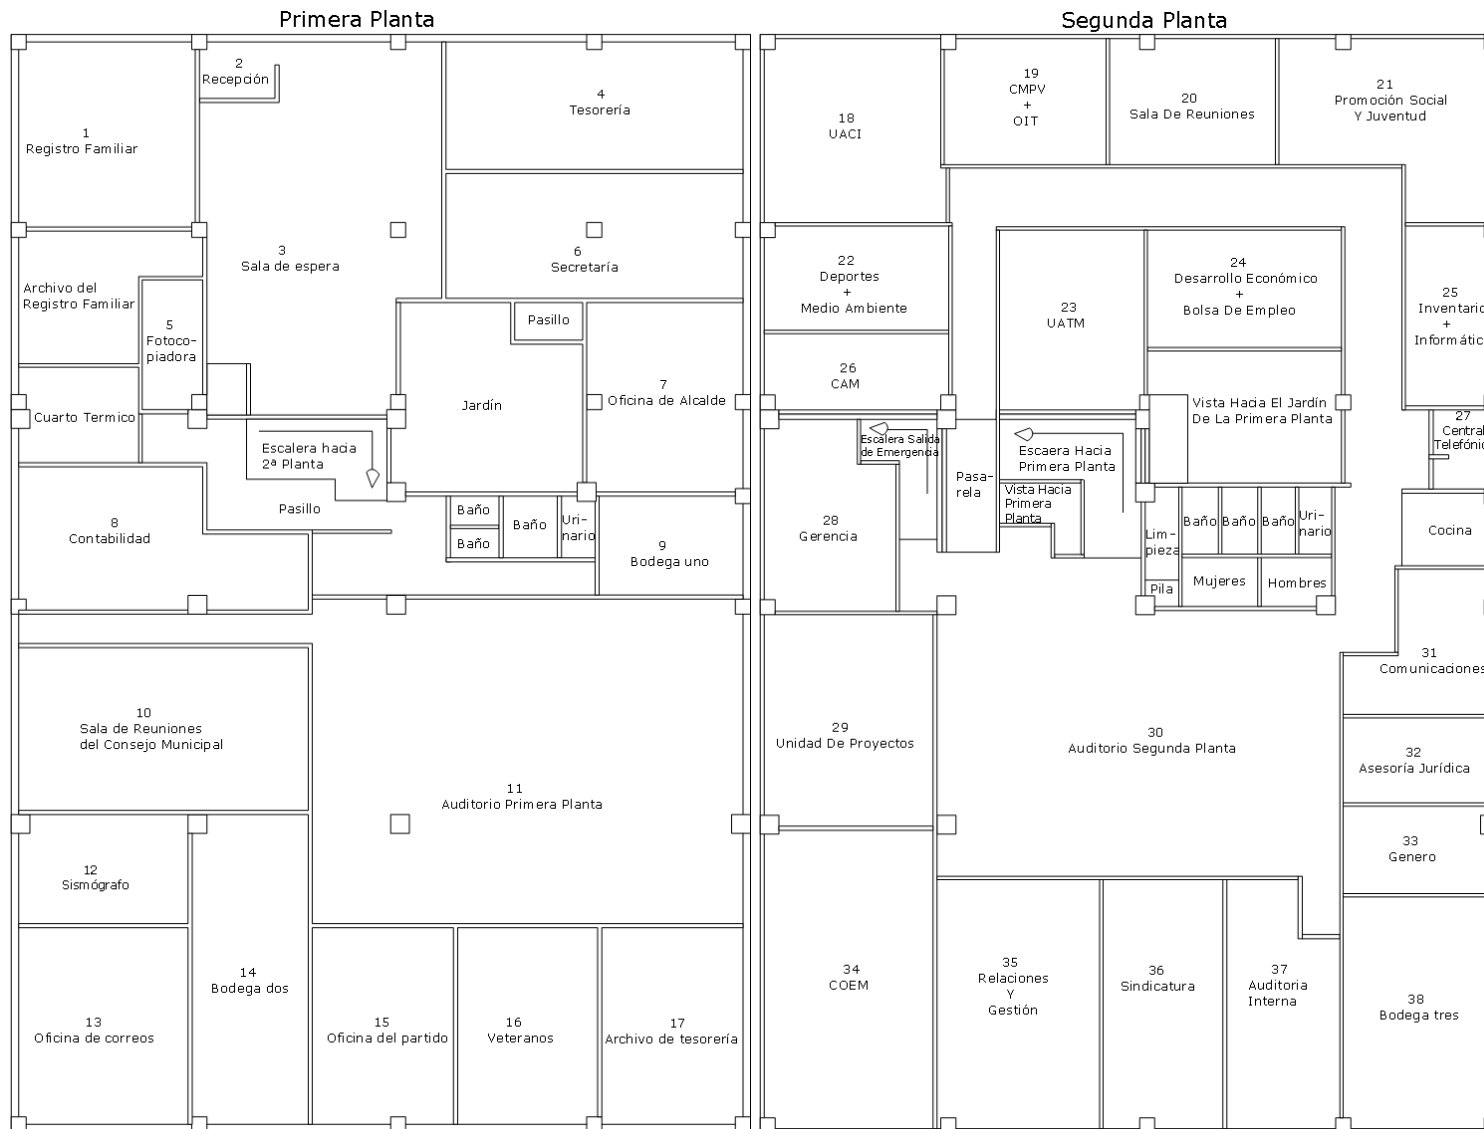 Primera Planta
1
Registro Familiar
2
Recepción
3
Sala de espera
4
Tesorería
Archivo del
Registro Familiar
5
Fotoco-
piadora
6
Secretaría
Pasillo
7
Oficina de Alcalde
Jardín
Cuarto Termico
Escalera hacia
2ª Planta
Pasillo
8
Contabilidad
Baño
Baño
Baño
Uri-
nario
9
Bodega uno
10
Sala de Reuniones
del Consejo Municipal
11
Auditorio Primera Planta
12
Sismógrafo
13
Oficina de correos
14
Bodega dos
15
Oficina del partido
16
Veteranos
17
Archivo de tesorería
Segunda Planta
18
UACI
19
CMPV
+
OIT
20
Sala De Reuniones
21
Promoción Social
Y Juventud
22
Deportes
+
Medio Ambiente
23
UATM
24
Desarrollo Económico
+
Bolsa De Empleo
25
Inventario
+
Informátic
26
CAM
Vista Hacia El Jardín
De La Primera Planta
27
Central
Telefónic
Escalera Salida
de Emergencia
Escaera Hacia
Primera Planta
Pasa-
rela
Vista Hacia
Primera
Planta
28
Gerencia
Lim-
pieza
Pila
Baño
Baño
Baño
Uri-
nario
Mujeres
Hombres
Cocina
29
Unidad De Proyectos
30
Auditorio Segunda Planta
31
Comunicaciones
32
Asesoría Jurídica
33
Genero
34
COEM
35
Relaciones
Y
Gestión
36
Sindicatura
37
Auditoria
Interna
38
Bodega tres